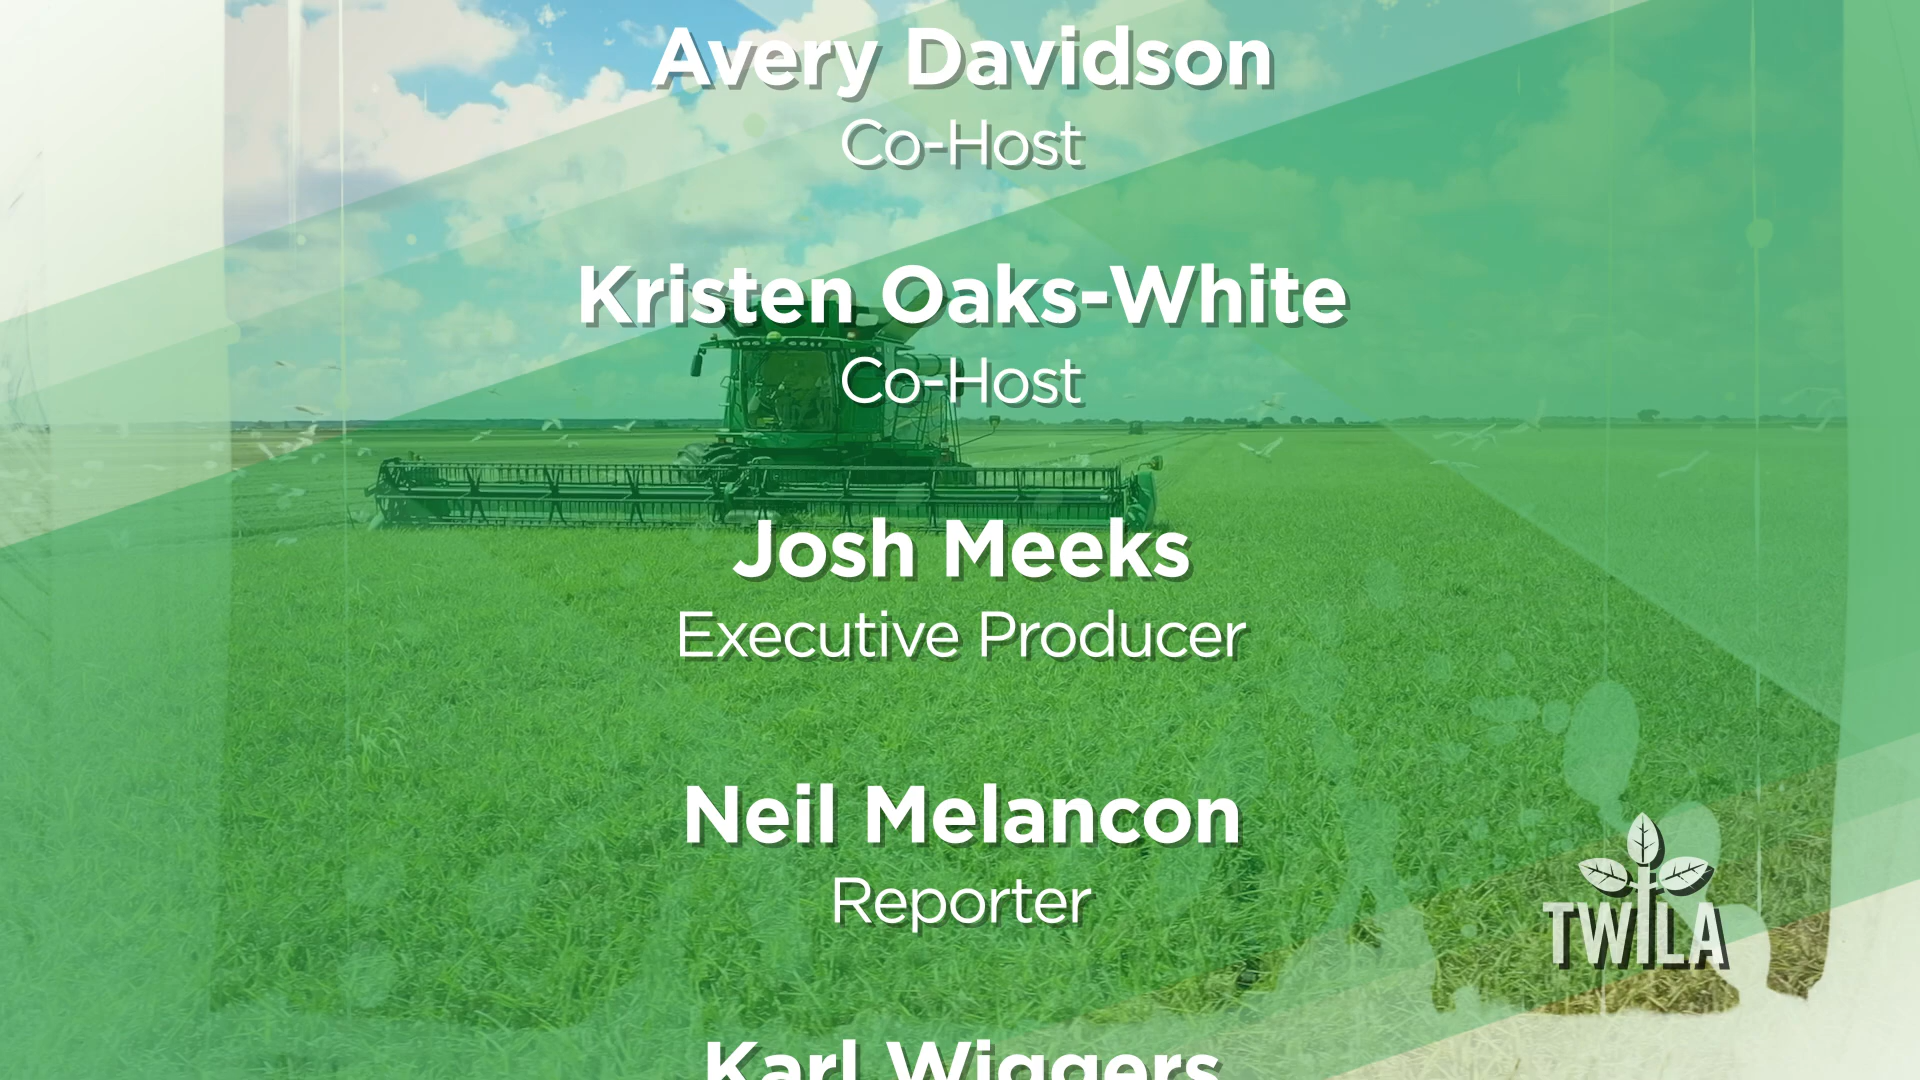 Avery Davidson
Co-Host
Kristen Oaks-White
Co-Host
Josh Meeks
Executive Producer
Neil Melancon
Reporter
TWILA
Karl Wiggers